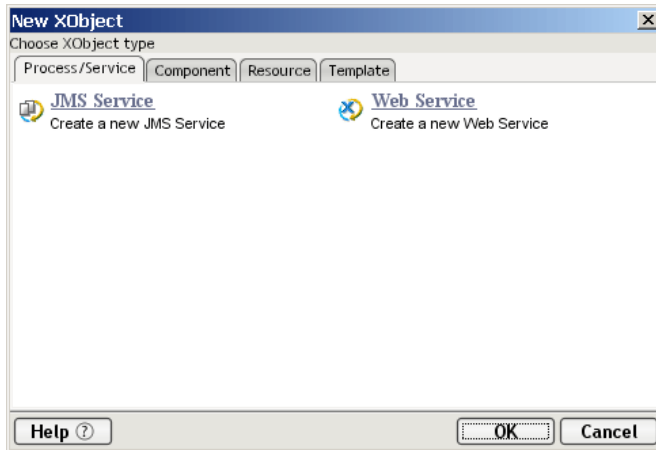 New XObject
Choose XObject type
Process/Service Component Resource Template
JMS Service Web Service
Create a new JMS Service Create a new Web Service
Help ? OK Cancel